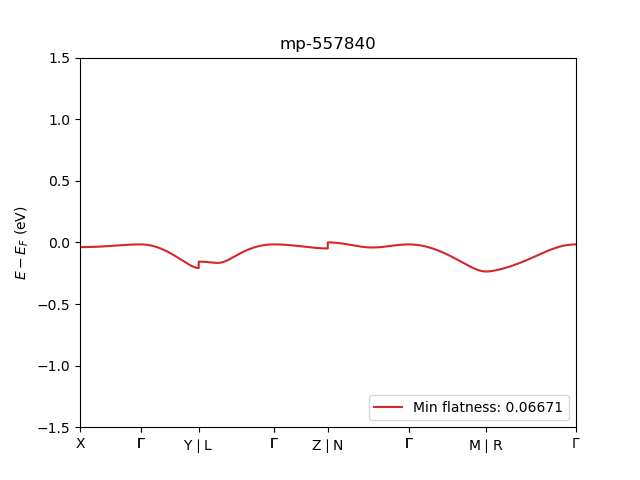 mp-557840
1.5
1.0
0.5
0.0
−0.5
−1.0
−1.5
E − E_F (eV)
Min flatness: 0.06671
X Γ Y | L Γ Z | N Γ M | R Γ